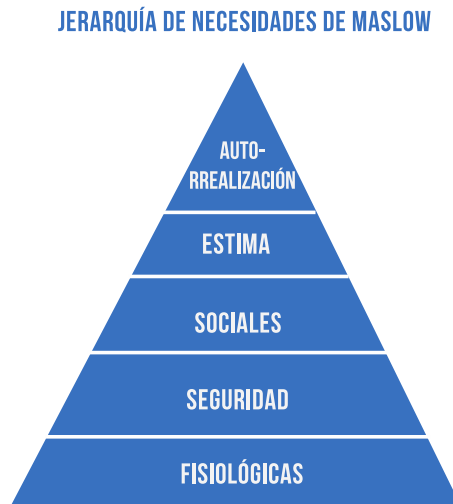 JERARQUÍA DE NECESIDADES DE MASLOW
AUTO-
RREALIZACIÓN
ESTIMA
SOCIALES
SEGURIDAD
FISIOLÓGICAS